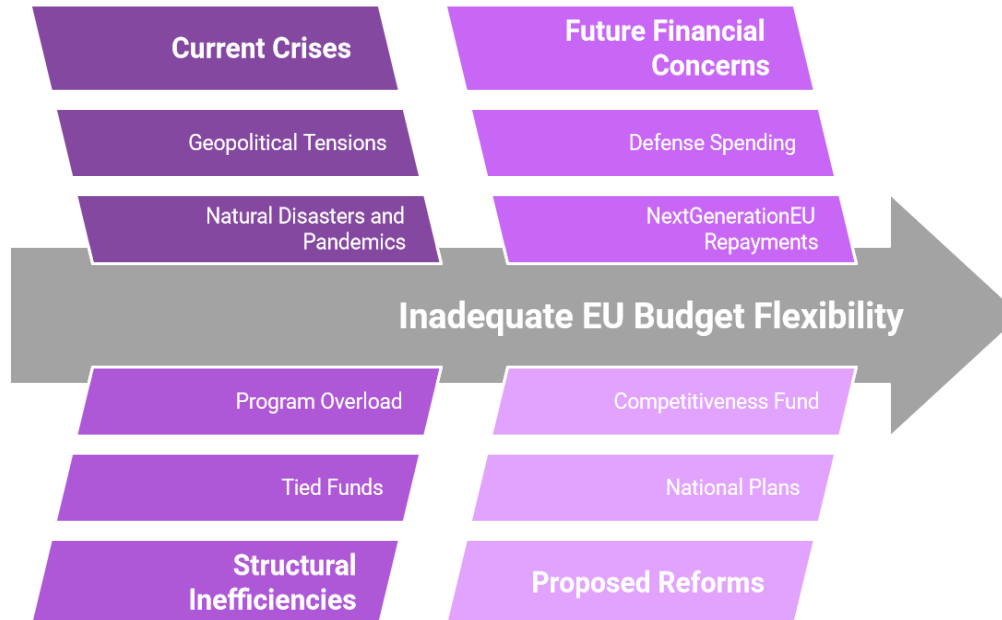 Current Crises
Geopolitical Tensions
Natural Disasters and
Pandemics
Future Financial
Concerns
Defense Spending
NextGenerationEU
Repayments
Inadequate EU Budget Flexibility
Program Overload
Tied Funds
Structural
Inefficiencies
Competitiveness Fund
National Plans
Proposed Reforms